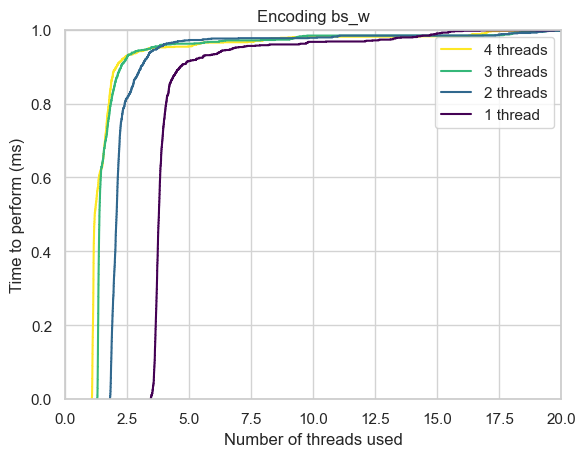 Encoding bs_w
1.0
0.8
0.6
0.4
0.2
0.0
Time to perform (ms)
4 threads
3 threads
2 threads
1 thread
0.0 2.5 5.0 7.5 10.0 12.5 15.0 17.5 20.0
Number of threads used